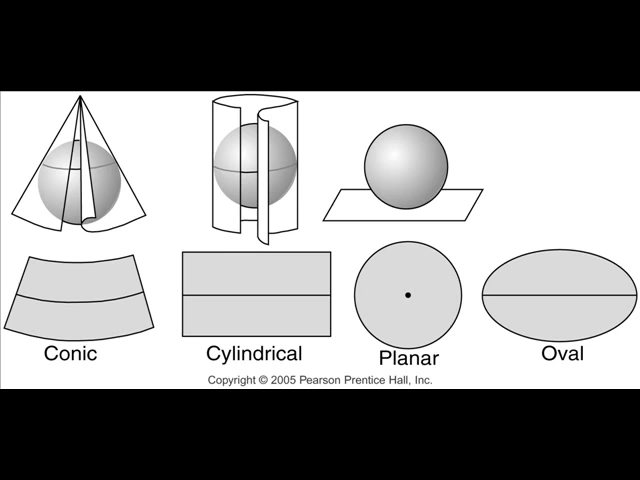 Conic
Cylindrical
Planar
Oval
Copyright © 2005 Pearson Prentice Hall, Inc.